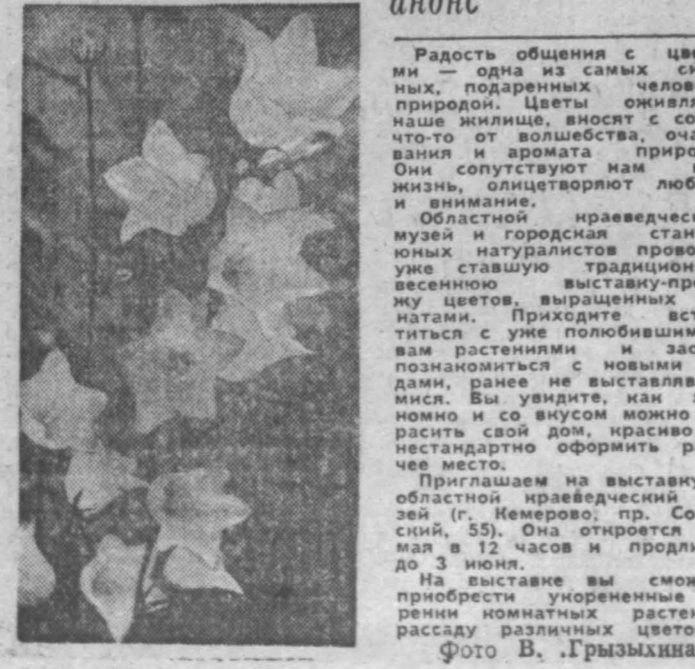 анонс
Радость общения с цве
ми — одна из самых си
ных, подаренных челов
природой. Цветы оживля
наше жилище, вносят с со
что-то от волшебства, оча
вания и аромата приро
Они сопутствуют нам
жизнь, олицетворяют люб
и внимание.
Областной краеведчес
музей и городская стан
юных натуралистов прово
уже ставшую традицион
весеннюю выставку-про
жу цветов, выращенных
натами. Приходите вст
титься с уже полюбившим
вам растениями и зао
познакомиться с новыми
дами, ранее не выставляв
мися. Вы увидите, как
номно и со вкусом можно
расить свой дом, красиво
нестандартно оформить ра
чее место.
Приглашаем на выставку
областной краеведческий
зей (г. Кемерово, пр. Со
ский, 55). Она откроется
мая в 12 часов и продли
до 3 июня.
На выставке вы смож
приобрести укорененные
ренки комнатных растен
рассаду различных цвето
Фото В. .Грызыхина